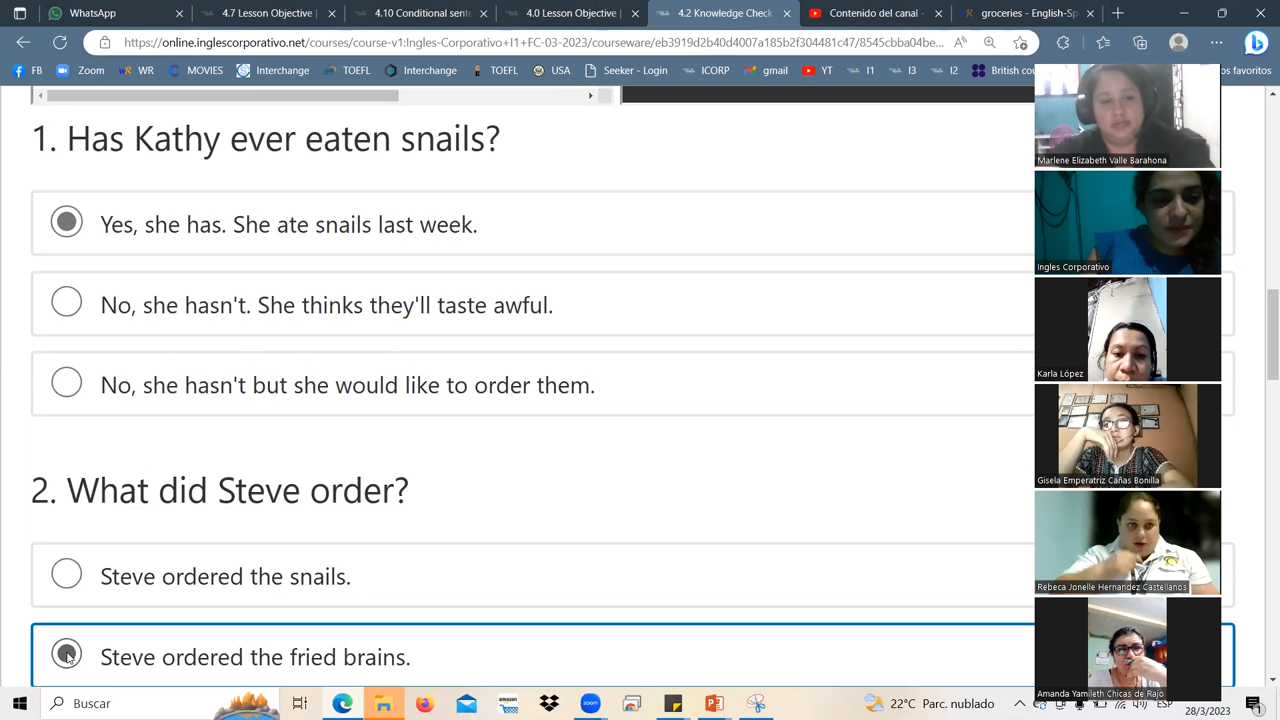 WhatsApp
4.7 Lesson Objective
4.10 Conditional sentenc
4.0 Lesson Objective
4.2 Knowledge Check
Contenido del canal -
groceries - English-Sp
https://online.inglescorporativo.net/courses/course-v1:Ingles-Corporativo+I1+FC-03-2023/courseware/eb3919d2b40d4007a185b2f304481c47/8545cbba04be...
FB
Zoom
WR
MOVIES
Interchange
TOEFL
Interchange
TOEFL
USA
Seeker - Login
ICORP
gmail
YT
I1
I3
I2
British cou
os favoritos
1. Has Kathy ever eaten snails?
Yes, she has. She ate snails last week.
No, she hasn't. She thinks they'll taste awful.
No, she hasn't but she would like to order them.
2. What did Steve order?
Steve ordered the snails.
Steve ordered the fried brains.
Marlene Elizabeth Valle Barahona
Ingles Corporativo
Karla López
Gisela Emperatriz Cañas Bonilla
Rebeca Jonelle Hernandez Castellanos
Amanda Yamileth Chicas de Rajo
Buscar
amazon
zoom
22°C Parc. nublado
ESP
28/3/2023
1